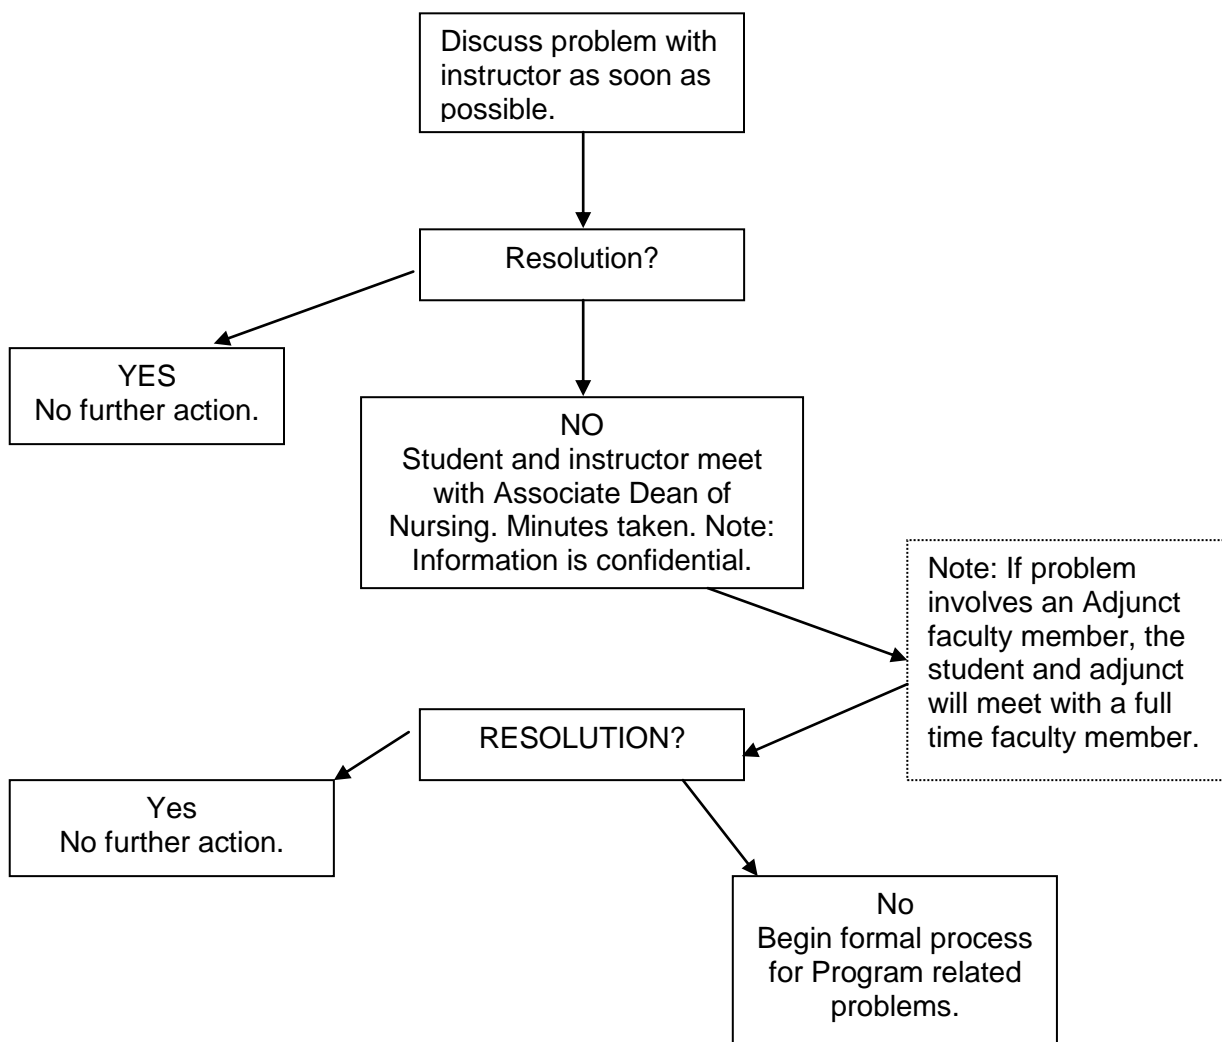 Discuss problem with
instructor as soon as
possible.
Resolution?
YES
No further action.
NO
Student and instructor meet
with Associate Dean of
Nursing. Minutes taken. Note:
Information is confidential.
Note: If problem
involves an Adjunct
faculty member, the
student and adjunct
will meet with a full
time faculty member.
RESOLUTION?
Yes
No further action.
No
Begin formal process
for Program related
problems.